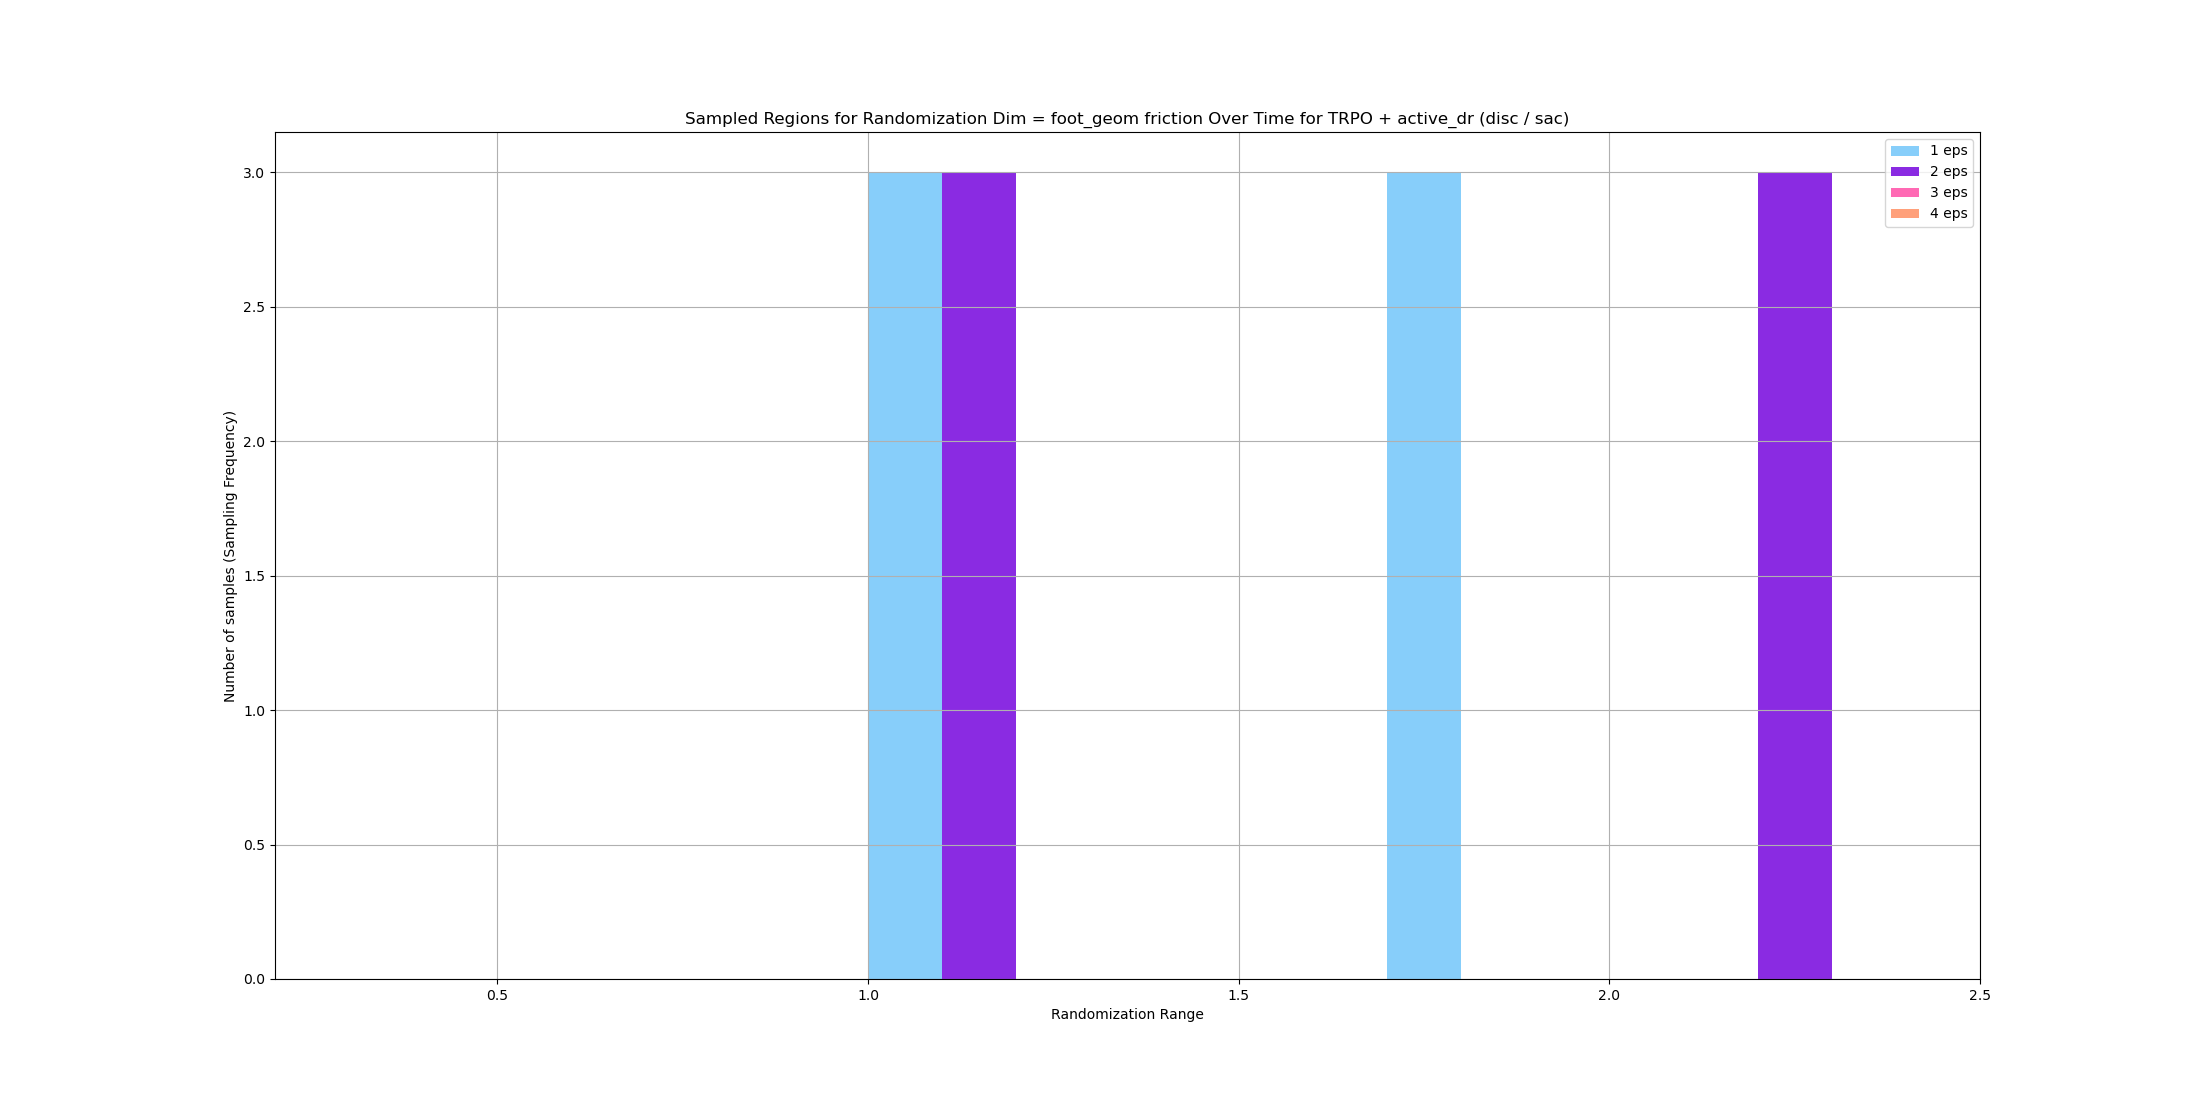 Sampled Regions for Randomization Dim = foot_geom friction Over Time for TRPO + active_dr (disc / sac)
1 eps
2 eps
3 eps
4 eps
3.0
2.5
2.0
1.5
1.0
0.5
0.0
Number of samples (Sampling Frequency)
0.5
1.0
1.5
2.0
2.5
Randomization Range